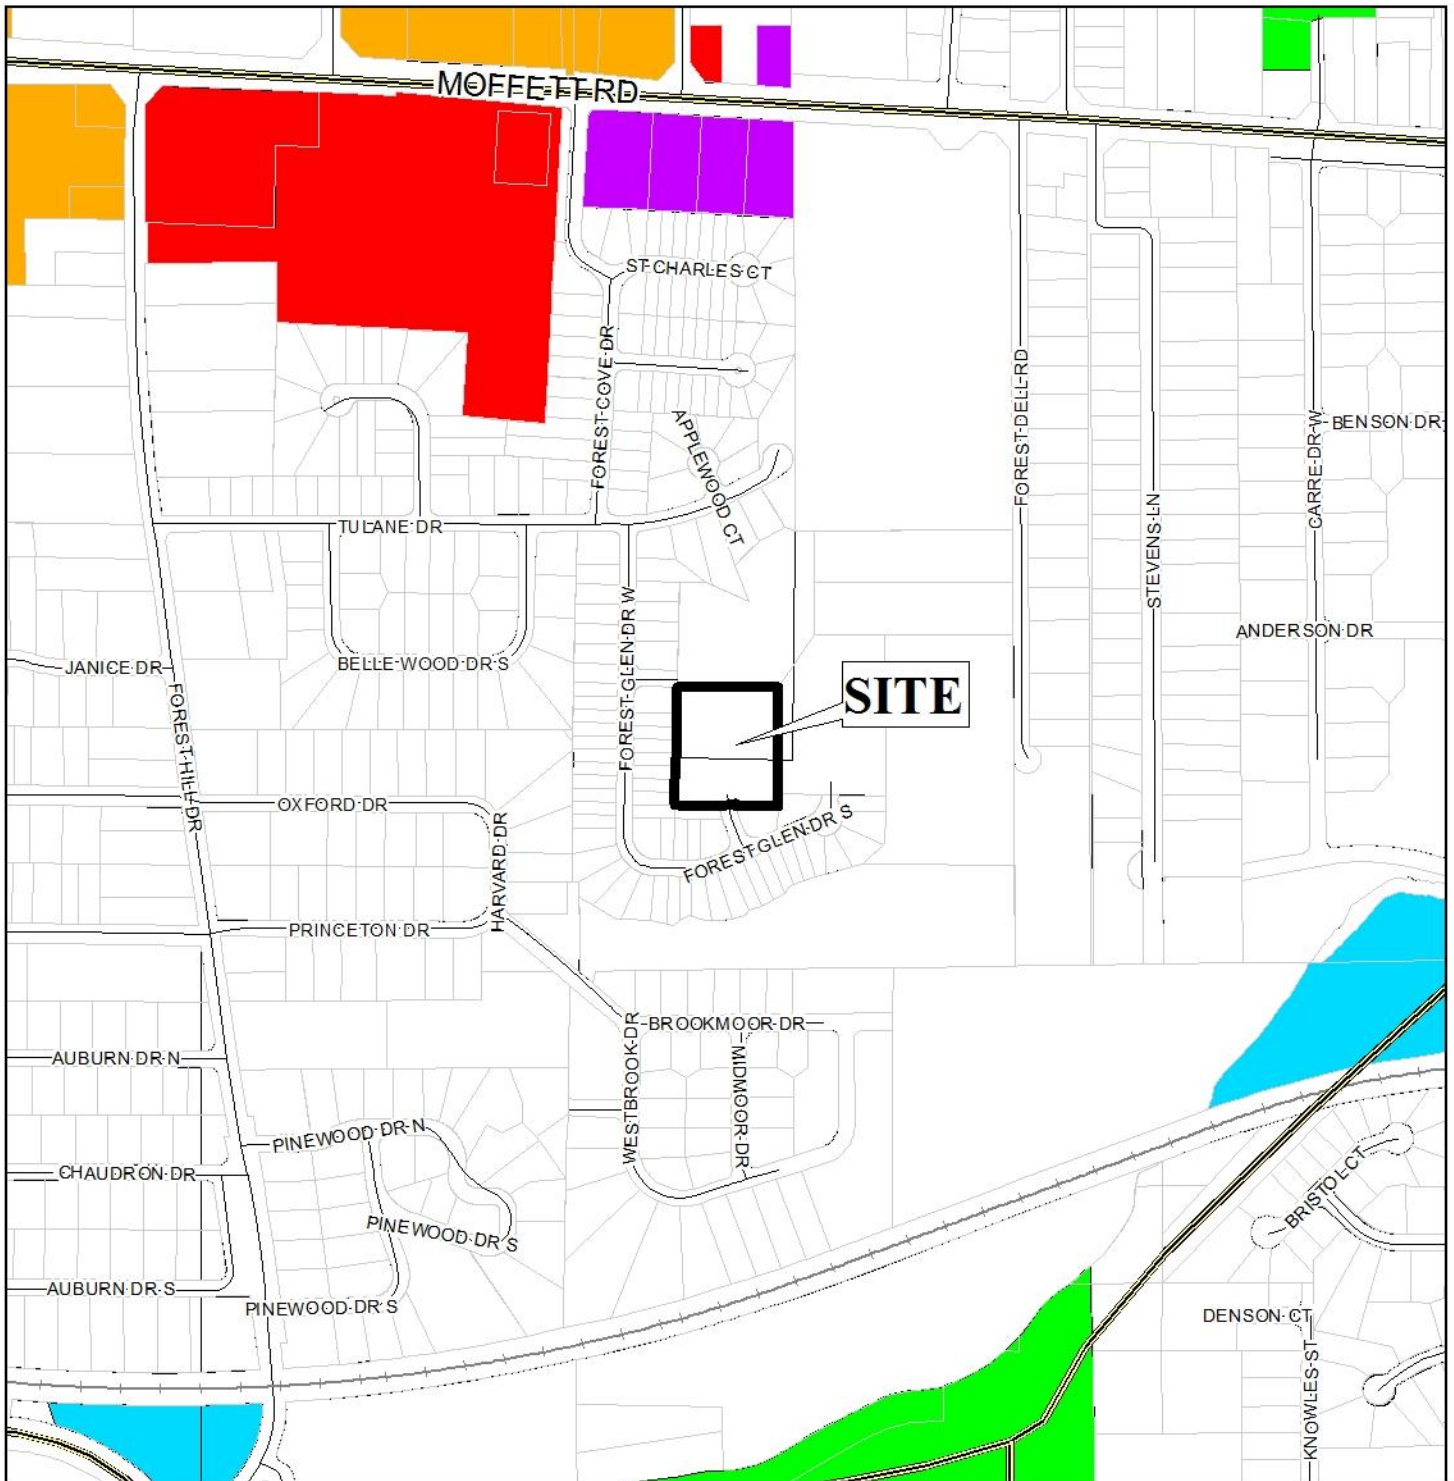 MOFFETT RD
ST CHARLES CT
FOREST COVE DR
APPLEWOOD CT
FOREST DELL RD
BENSON DR
CARRE DR W
STEVENS LN
TULANE DR
FOREST GLEN DR W
ANDERSON DR
JANICE DR
BELLE WOOD DR S
SITE
FOREST HILL DR
OXFORD DR
HARVARD DR
FOREST GLEN DR S
PRINCETON DR
BROOKMOOR DR
WESTBROOK DR
MIDMOOR DR
AUBURN DR N
PINEWOOD DR N
CHAUDRON DR
BRISTOL CT
PINEWOOD DR S
AUBURN DR S
PINEWOOD DR S
DENSON CT
KNOWLES ST